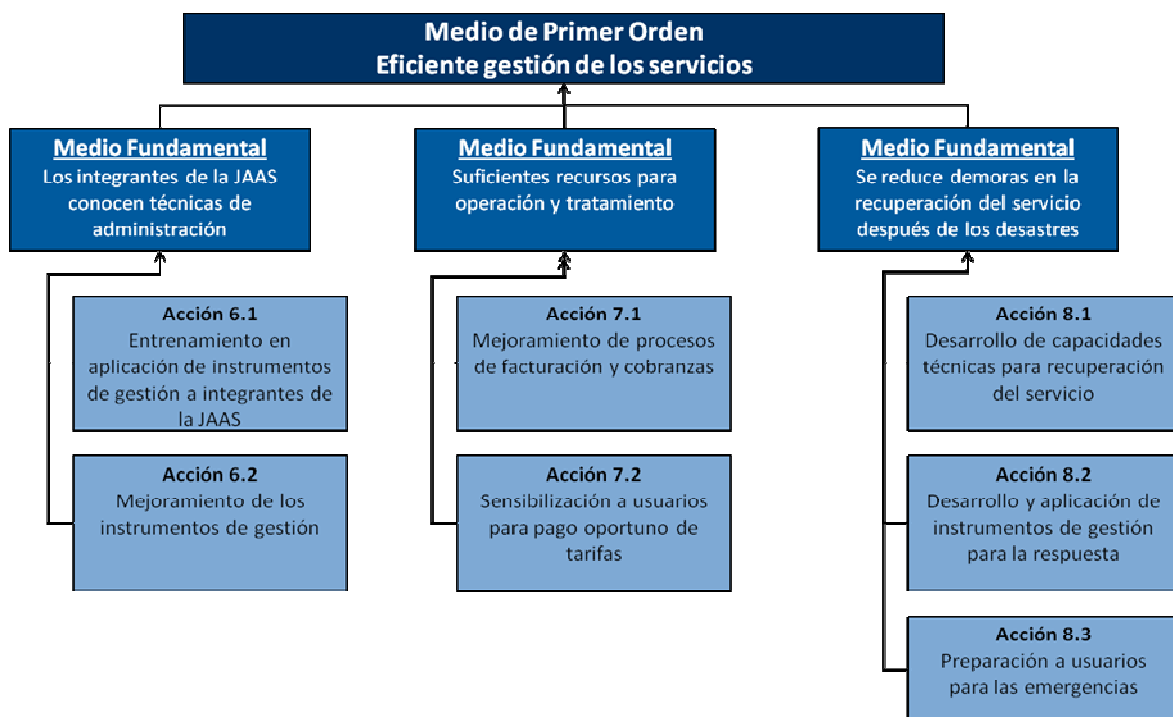 Medio de Primer Orden
Eficiente gestión de los servicios
Medio Fundamental
Los integrantes de la JAAS
conocen técnicas de
administración
Medio Fundamental
Suficientes recursos para
operación y tratamiento
Medio Fundamental
Se reduce demoras en la
recuperación del servicio
después de los desastres
Acción 6.1
Entrenamiento en
aplicación de instrumentos
de gestión a integrantes de
la JAAS
Acción 7.1
Mejoramiento de procesos
de facturación y cobranzas
Acción 8.1
Desarrollo de capacidades
técnicas para recuperación
del servicio
Acción 6.2
Mejoramiento de los
instrumentos de gestión
Acción 7.2
Sensibilización a usuarios
para pago oportuno de
tarifas
Acción 8.2
Desarrollo y aplicación de
instrumentos de gestión
para la respuesta
Acción 8.3
Preparación a usuarios
para las emergencias